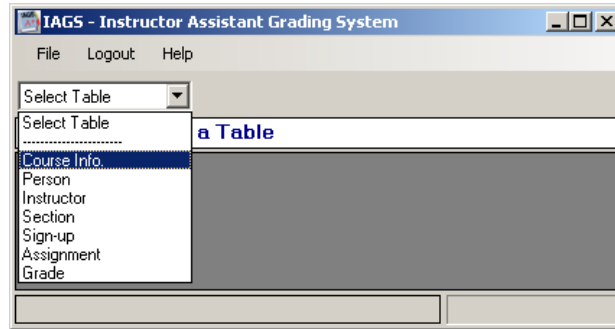 IAGS - Instructor Assistant Grading System
File Logout Help
Select Table
Select Table
----------------------
a Table
Course Info.
Person
Instructor
Section
Sign-up
Assignment
Grade